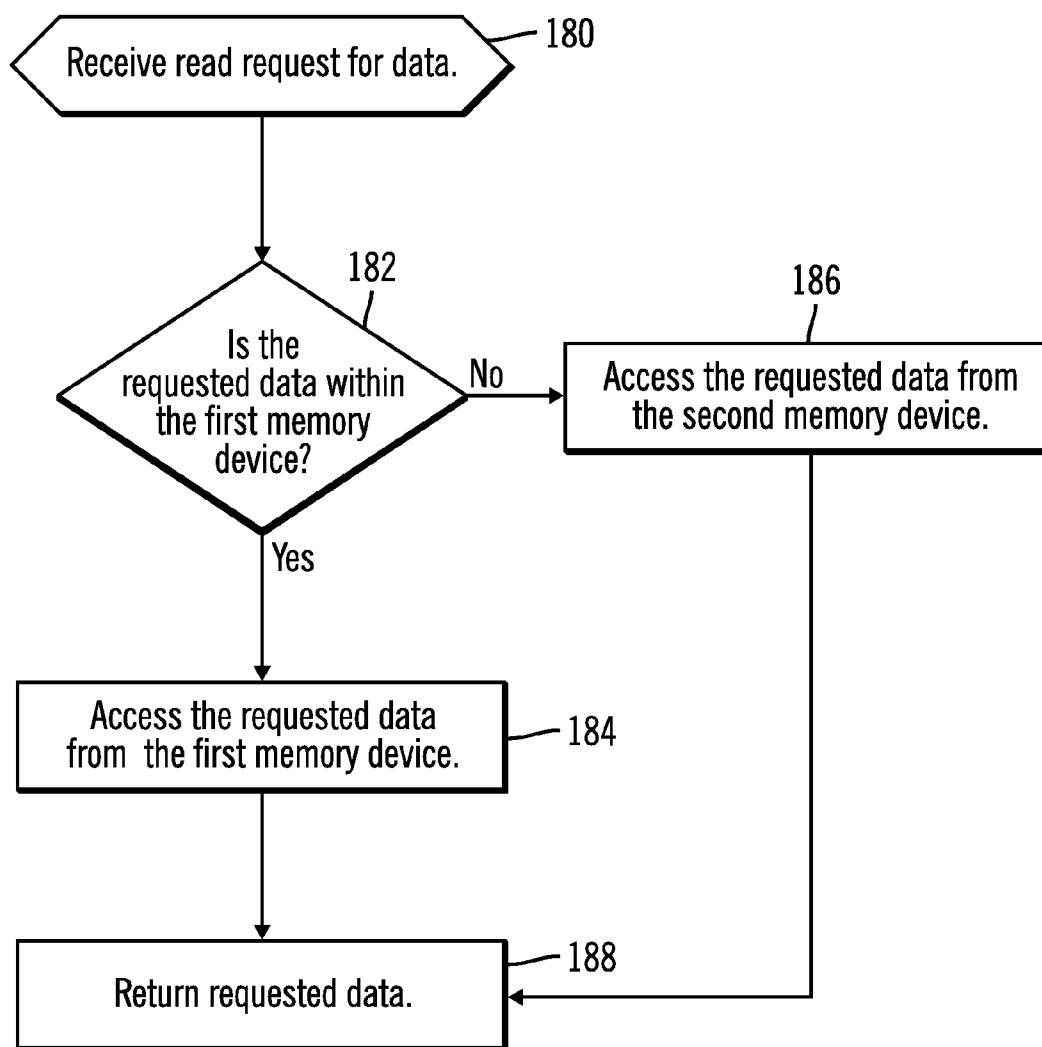 180
Receive read request for data.
182
Is the
requested data within
the first memory
device?
No
186
Access the requested data from
the second memory device.
Yes
Access the requested data
from the first memory device.
184
188
Return requested data.